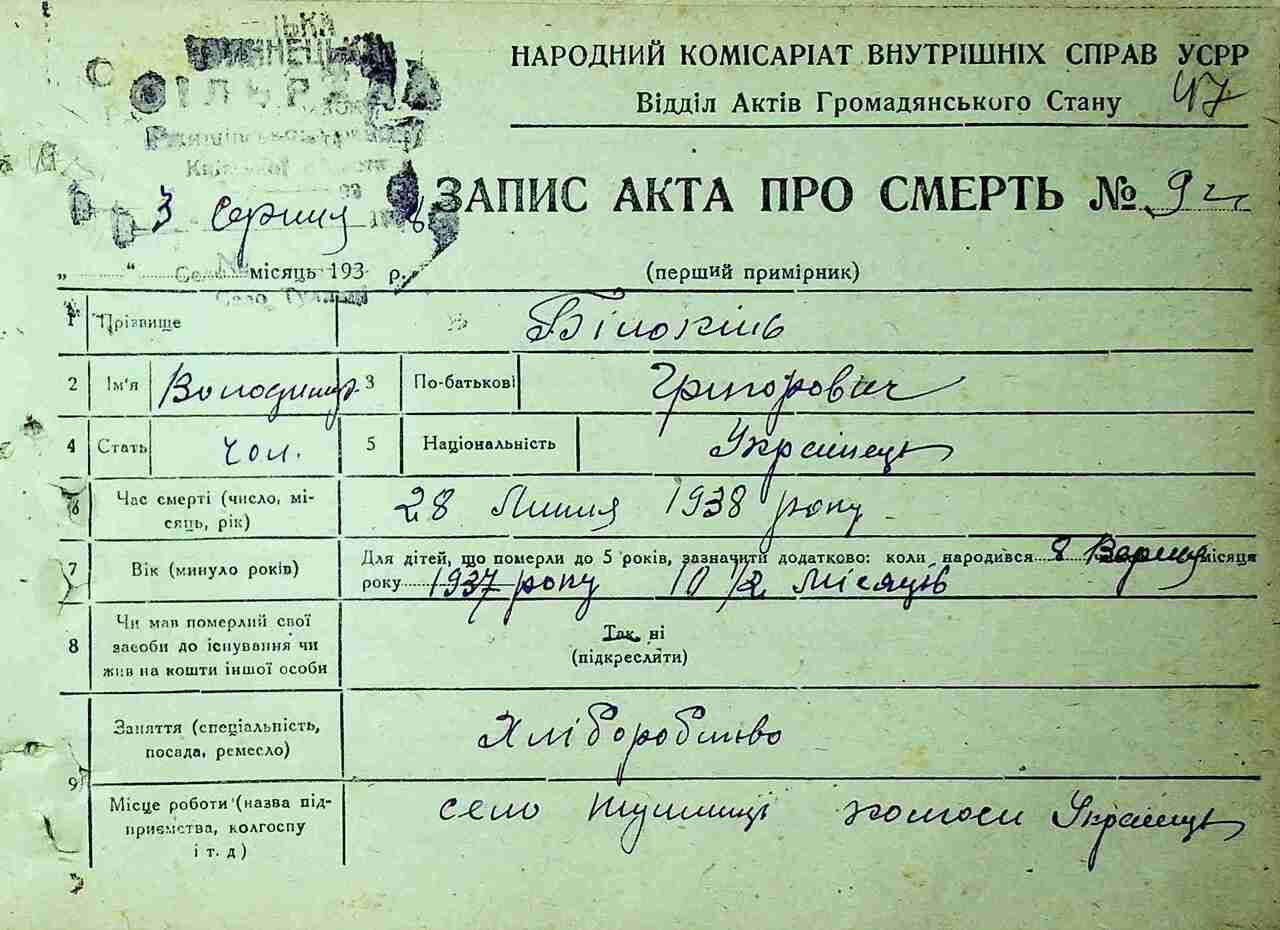 НАРОДНИЙ КОМІСАРІАТ ВНУТРІШНІХ СПРАВ УСРР
Відділ Актів Громадянського Стану
47
ЗАПИС АКТА ПРО СМЕРТЬ №
3 серпня 8
„ “ місяць 193 р. (перший примірник)
1 Прізвище Білокінь
2 Ім'я Володимир 3 По-батькові Григорович
4 Стать чол. 5 Національність Українець
6 Час смерті (число, місяць, рік) 28 Липня 1938 року
7 Вік (минуло років) Для дітей, що померли до 5 років, зазначити додатково: коли народився 8 місяця
року 1937 року 10 1/2 місяців
8 Чи мав померлий свої засоби до існування чи жив на кошти іншої особи Так, ні
(підкреслити)
9 Заняття (спеціальність, посада, ремесло) Хліборобство
Місце роботи (назва підприємства, колгоспу і т. д) село